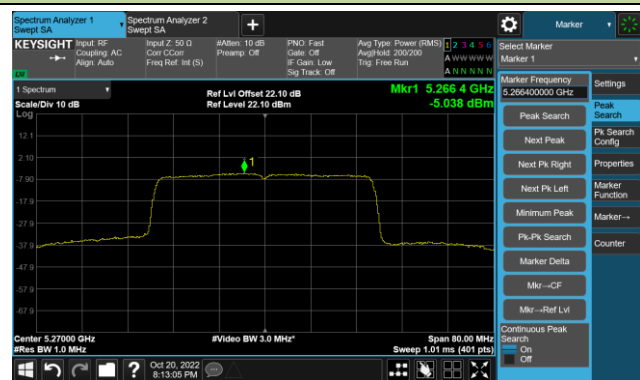 Spectrum Analyzer 1
Swept SA
Spectrum Analyzer 2
Swept SA
+
Marker
KEYSIGHT
Input: RF
Coupling: AC
Align: Auto
Input Z: 50 Ω
Corr CCorr
Freq Ref: Int (S)
#Atten: 10 dB
Preamp: Off
PNO: Fast
Gate: Off
IF Gain: Low
Sig Track: Off
Avg Type: Power (RMS)
Avg|Hold: 200/200
Trig: Free Run
1 2 3 4 5 6
A W W W W W
A N N N N N
LXI
Select Marker
Marker 1
1 Spectrum
Scale/Div 10 dB
Log
Ref Lvl Offset 22.10 dB
Ref Level 22.10 dBm
Mkr1 5.266 4 GHz
-5.038 dBm
12.1
2.10
-7.90
-17.9
-27.9
-37.9
-47.9
-57.9
-67.9
1
Center 5.27000 GHz
#Res BW 1.0 MHz
#Video BW 3.0 MHz*
Span 80.00 MHz
Sweep 1.01 ms (401 pts)
Marker Frequency
5.266400000 GHz
Peak Search
Next Peak
Next Pk Right
Next Pk Left
Minimum Peak
Pk-Pk Search
Marker Delta
Mkr→CF
Mkr→Ref Lvl
Continuous Peak
Search
On
Off
Settings
Peak
Search
Pk Search
Config
Properties
Marker
Function
Marker→
Counter
?
Oct 20, 2022
8:13:05 PM